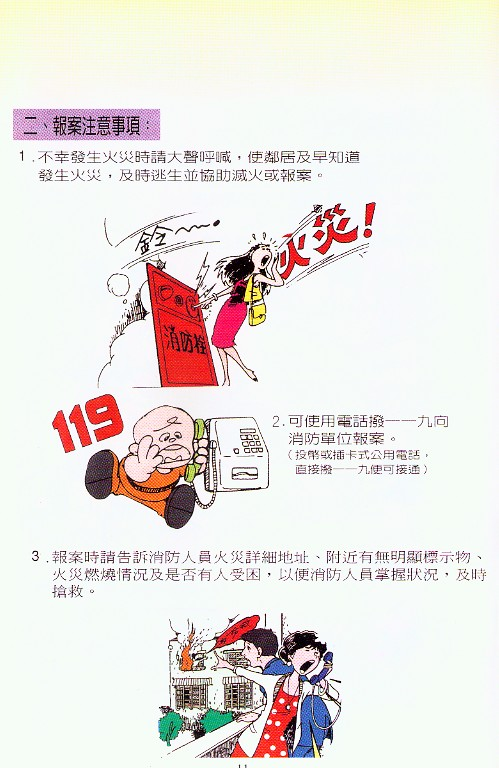 二、報案注意事項：
1.不幸發生火災時請大聲呼喊，使鄰居及早知道
發生火災，及時逃生並協助滅火或報案。
鈴～～。
火災！
消防栓
119
2.可使用電話撥一一九向
消防單位報案。
（投幣或插卡式公用電話，
直接撥一一九便可接通）
3.報案時請告訴消防人員火災詳細地址、附近有無明顯標示物、
火災燃燒情況及是否有人受困，以便消防人員掌握狀況，及時
搶救。
11